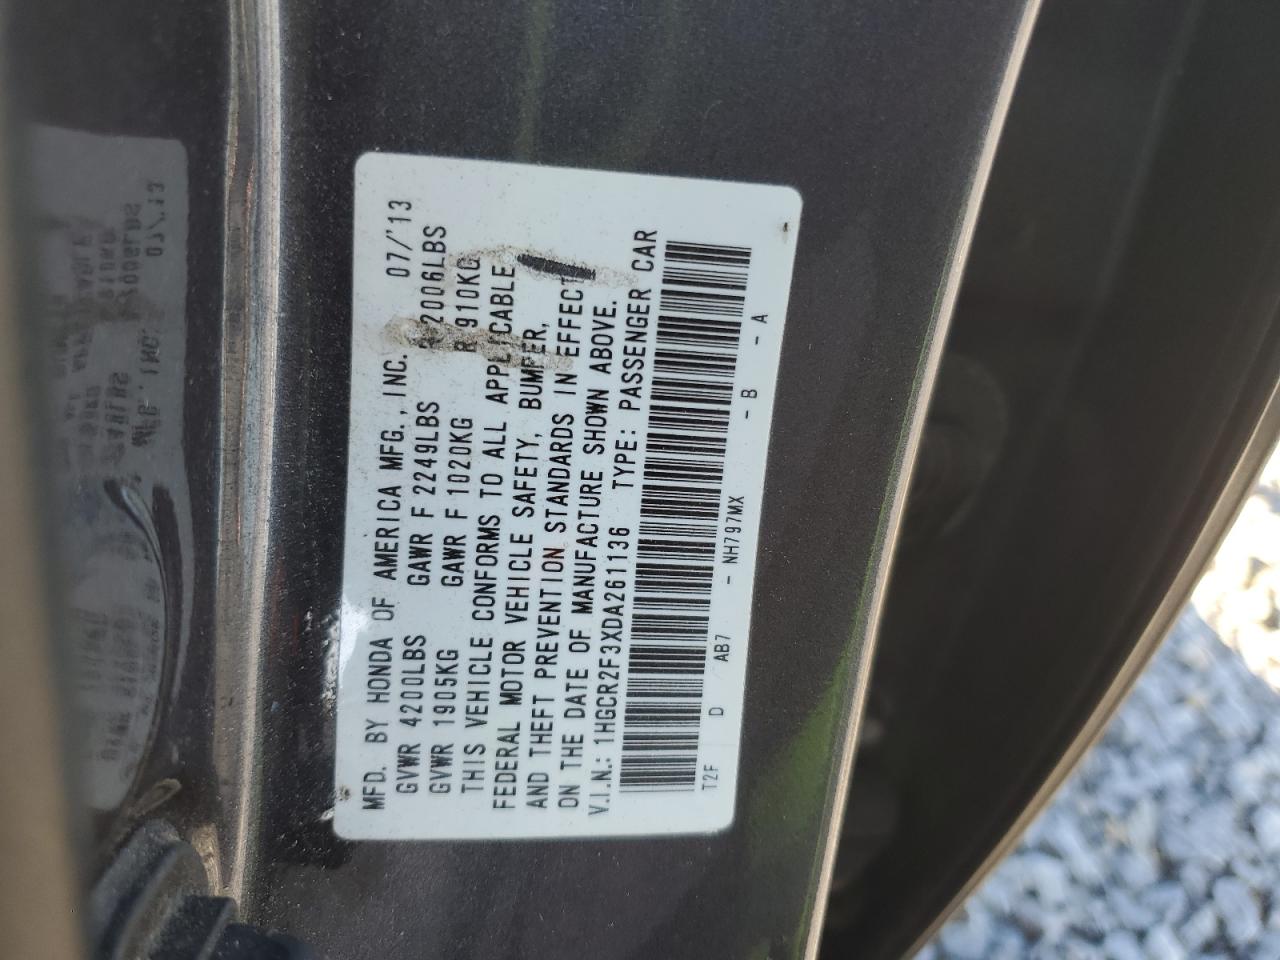 MFD. BY HONDA OF AMERICA MFG., INC. 07/'13
GVWR 4200LBS GAWR F 2249LBS R 2006LBS
GVWR 1905KG GAWR F 1020KG R 910KG
THIS VEHICLE CONFORMS TO ALL APPLICABLE
FEDERAL MOTOR VEHICLE SAFETY, BUMPER,
AND THEFT PREVENTION STANDARDS IN EFFECT
ON THE DATE OF MANUFACTURE SHOWN ABOVE.
V.I.N.: 1HGCR2F3XDA261136 TYPE: PASSENGER CAR
T2F D AB7 - NH797MX - B - A